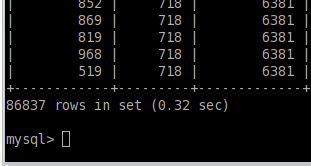 |        852 |     718 |        6381 |
|        869 |     718 |        6381 |
|        819 |     718 |        6381 |
|        968 |     718 |        6381 |
|        519 |     718 |        6381 |
+------------+---------+-------------+
86837 rows in set (0.32 sec)
mysql>